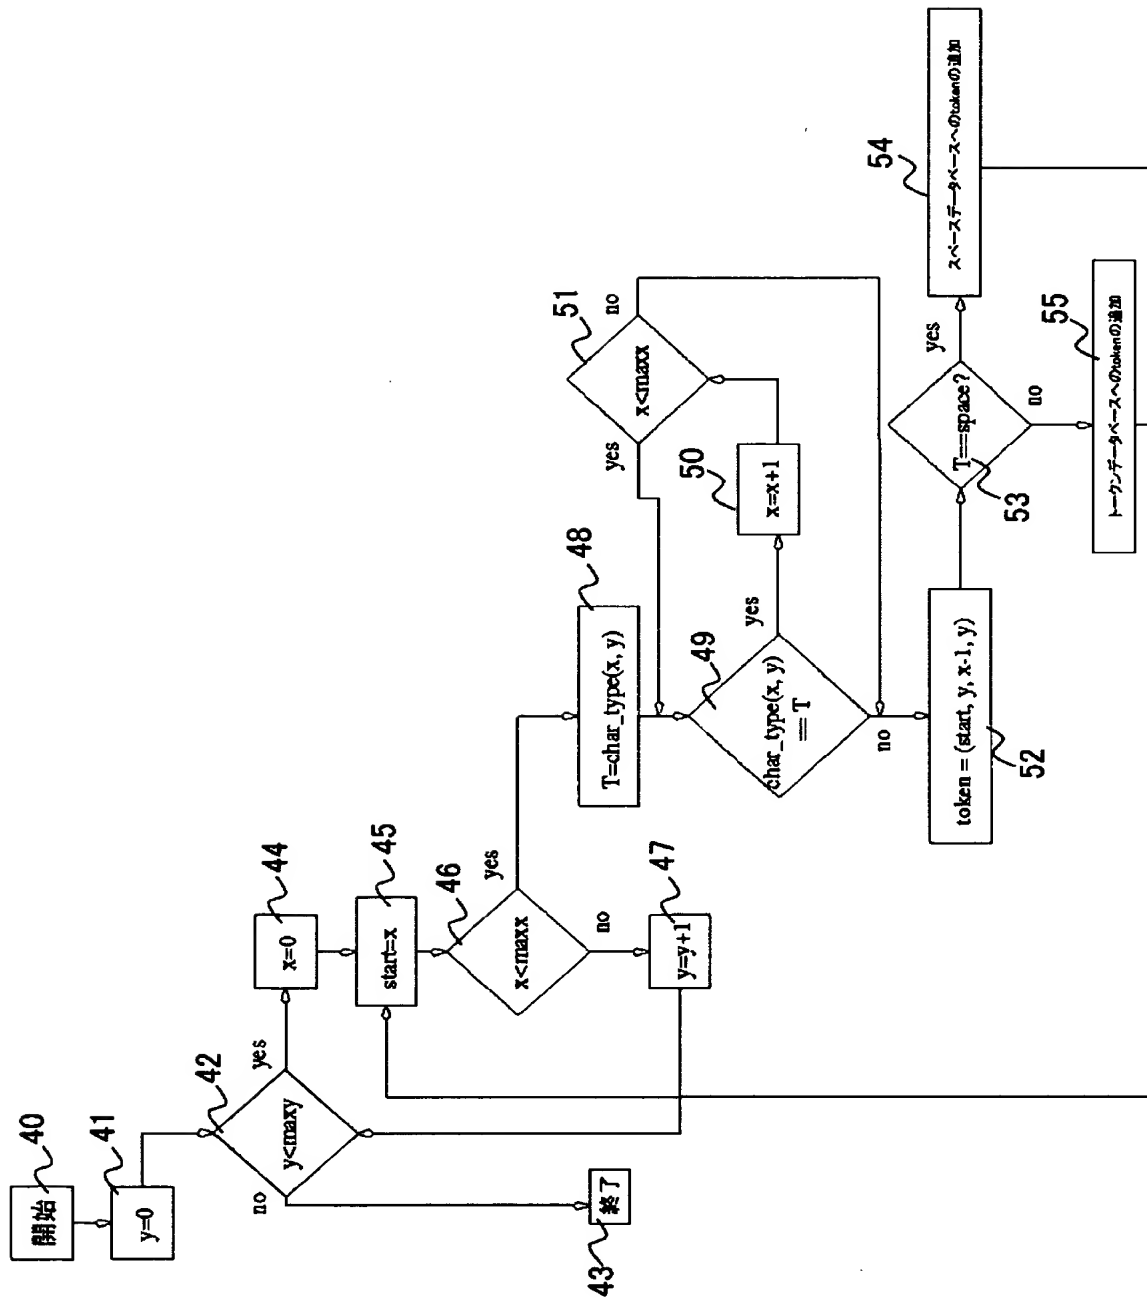 40
開始
41
y=0
42
y<maxy
yes
no
43
終了
44
x=0
45
start=x
46
x<maxx
yes
no
47
y=y+1
48
T=char_type(x, y)
49
char_type(x, y)
== T
yes
no
50
x=x+1
51
x<maxx
yes
no
52
token = (start, y, x-1, y)
53
T==space?
yes
no
54
スペースデータベースへのtokenの追加
55
トークンデータベースへのtokenの追加